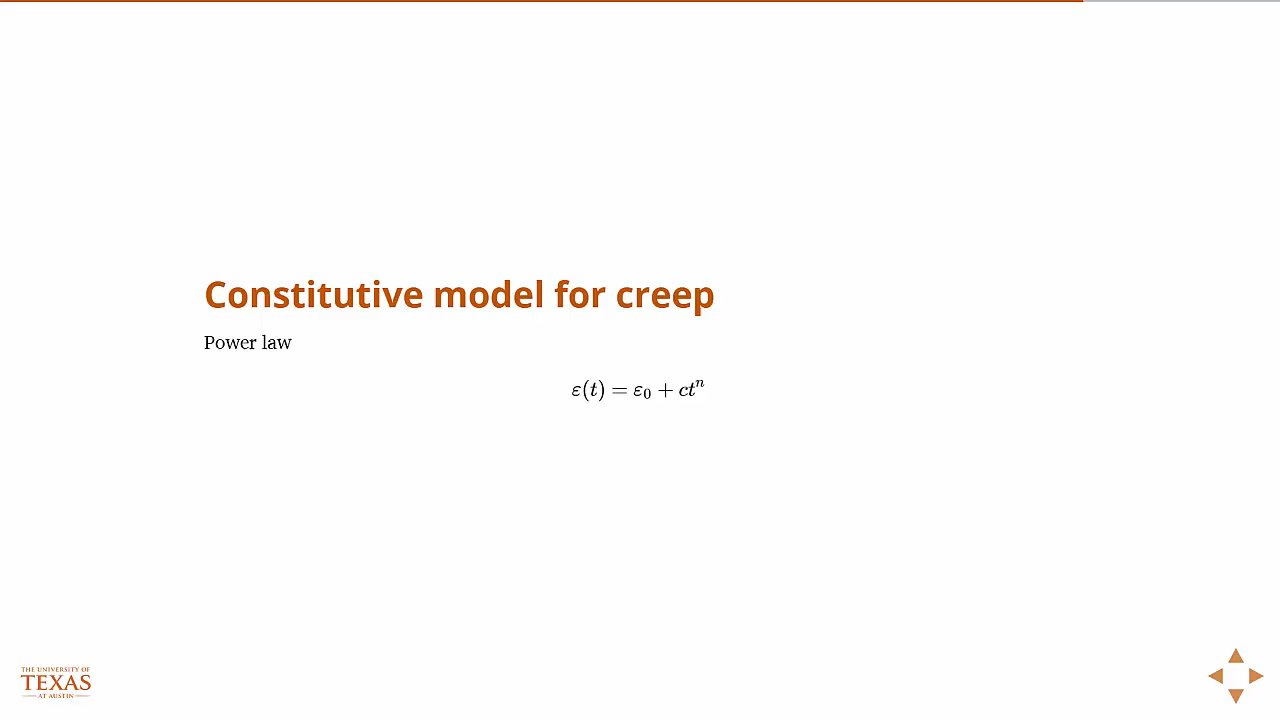 Constitutive model for creep
Power law
ε(t) = ε₀ + ctⁿ
THE UNIVERSITY OF
TEXAS
AT AUSTIN